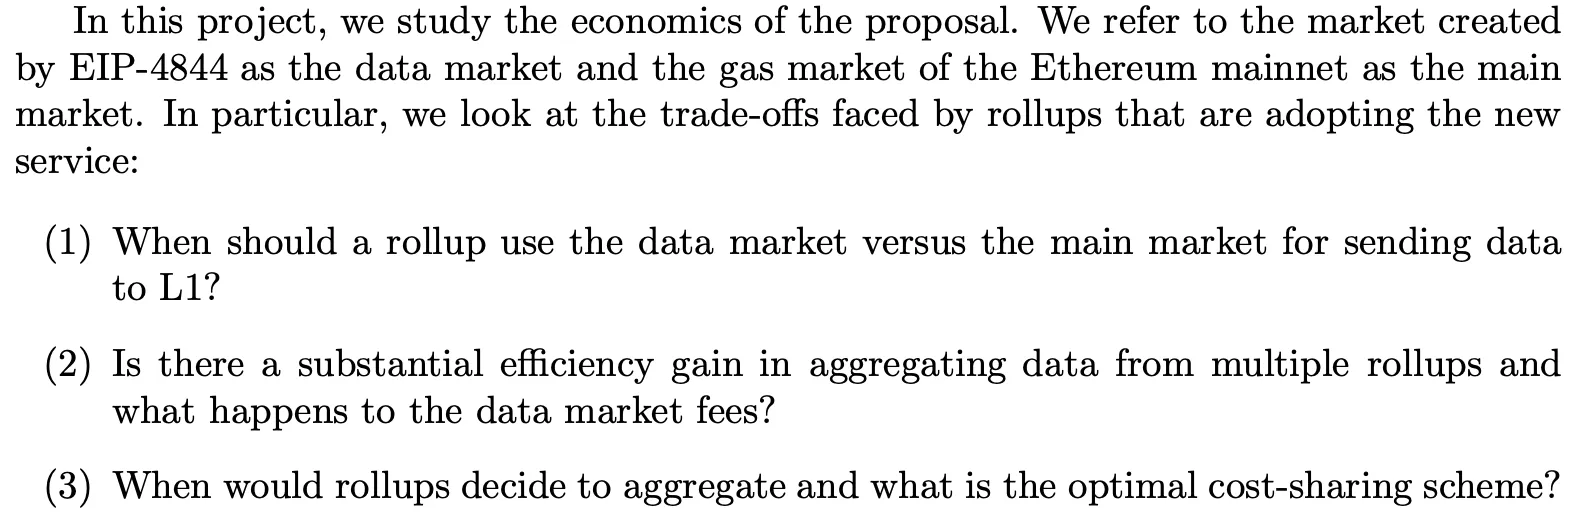 In this project, we study the economics of the proposal. We refer to the market created
by EIP-4844 as the data market and the gas market of the Ethereum mainnet as the main
market. In particular, we look at the trade-offs faced by rollups that are adopting the new
service:
(1) When should a rollup use the data market versus the main market for sending data
to L1?
(2) Is there a substantial efficiency gain in aggregating data from multiple rollups and
what happens to the data market fees?
(3) When would rollups decide to aggregate and what is the optimal cost-sharing scheme?